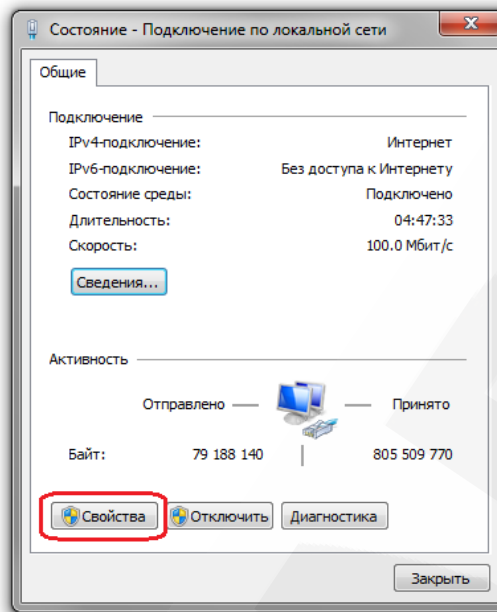 Состояние - Подключение по локальной сети
Общие
Подключение
IPv4-подключение: Интернет
IPv6-подключение: Без доступа к Интернету
Состояние среды: Подключено
Длительность: 04:47:33
Скорость: 100.0 Мбит/с
Сведения...
Активность
Отправлено — — Принято
Байт: 79 188 140 | 805 509 770
Свойства Отключить Диагностика
Закрыть